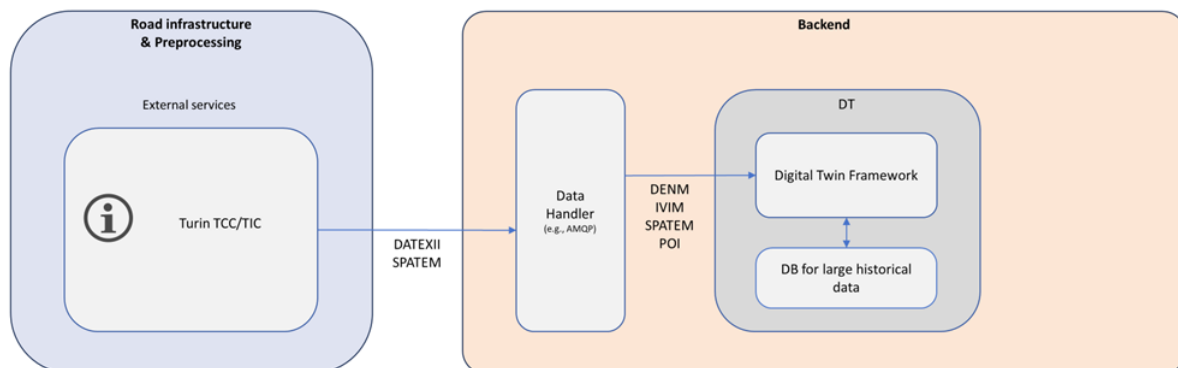 Road infrastructure
& Preprocessing
External services
Turin TCC/TIC
DATEXII
SPATEM
Backend
Data
Handler
(e.g., AMQP)
DENM
IVIM
SPATEM
POI
DT
Digital Twin Framework
DB for large historical
data